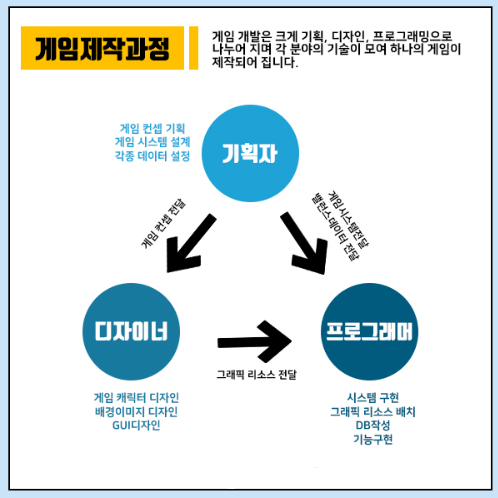 게임제작과정
게임 개발은 크게 기획, 디자인, 프로그래밍으로
나누어 지며 각 분야의 기술이 모여 하나의 게임이
제작되어 집니다.
게임 컨셉 기획
게임 시스템 설계
각종 데이터 설정
기획자
게임 컨셉 전달
게임시스템전달
밸런스데이터 전달
디자이너
프로그래머
그래픽 리소스 전달
게임 캐릭터 디자인
배경이미지 디자인
GUI디자인
시스템 구현
그래픽 리소스 배치
DB작성
기능구현